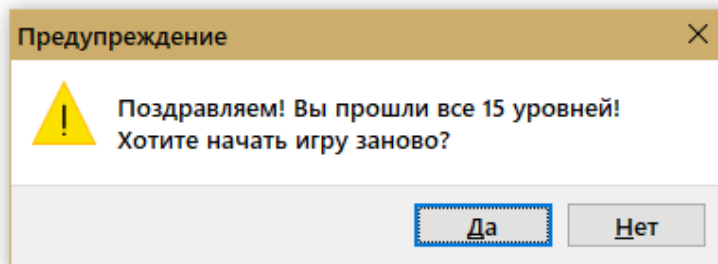 Предупреждение
Поздравляем! Вы прошли все 15 уровней!
Хотите начать игру заново?
Да
Нет